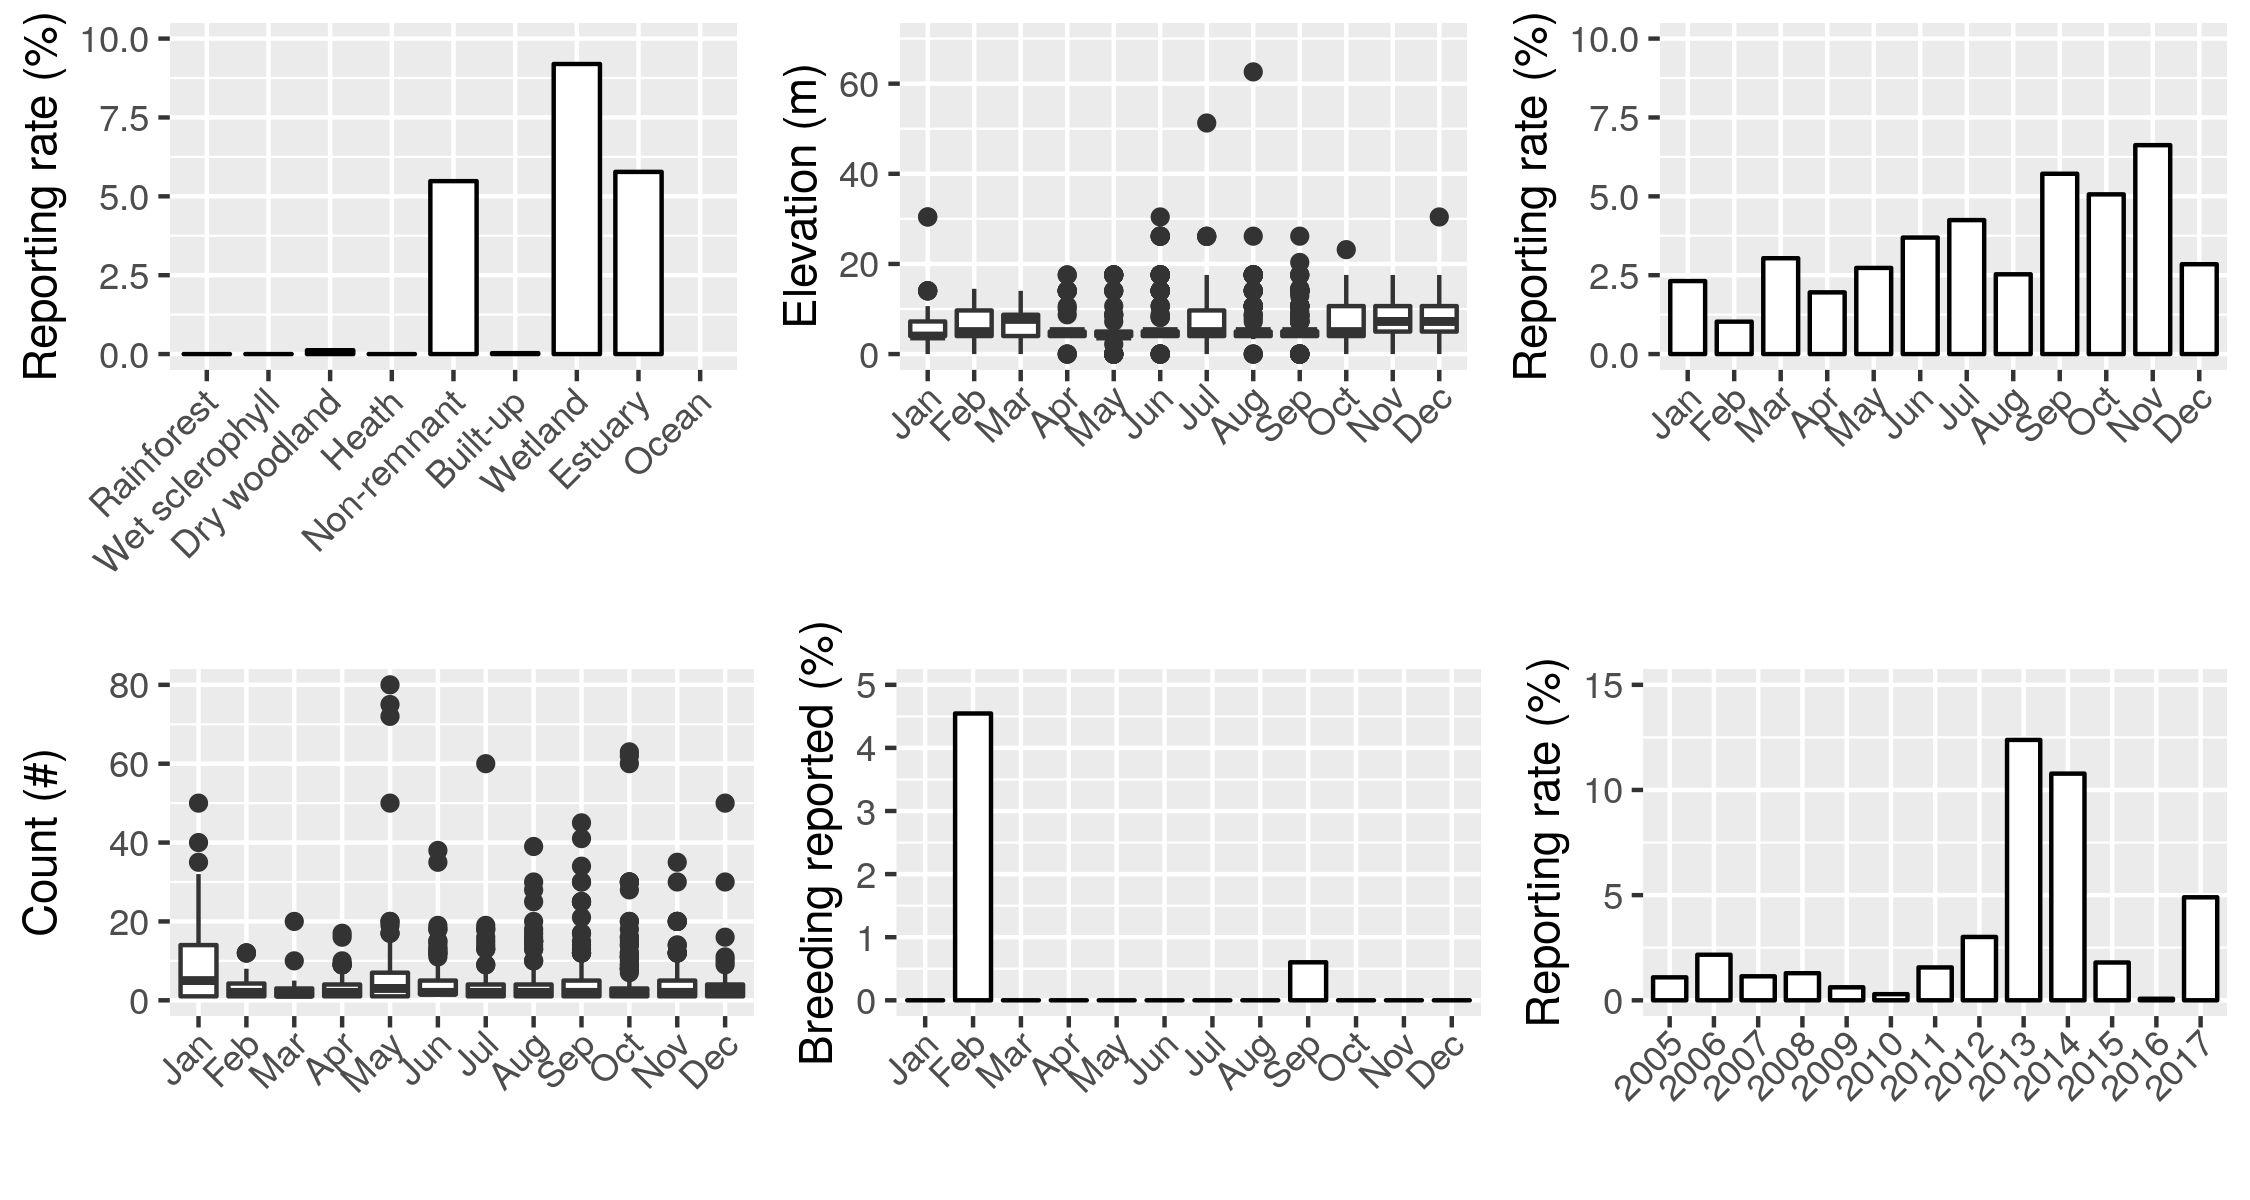 Reporting rate (%)
10.0
7.5
5.0
2.5
0.0
Rainforest
Wet sclerophyll
Dry woodland
Heath
Non-remnant
Built-up
Wetland
Estuary
Ocean
Elevation (m)
60
40
20
0
Jan
Feb
Mar
Apr
May
Jun
Jul
Aug
Sep
Oct
Nov
Dec
Reporting rate (%)
10.0
7.5
5.0
2.5
0.0
Jan
Feb
Mar
Apr
May
Jun
Jul
Aug
Sep
Oct
Nov
Dec
Count (#)
80
60
40
20
0
Jan
Feb
Mar
Apr
May
Jun
Jul
Aug
Sep
Oct
Nov
Dec
Breeding reported (%)
5
4
3
2
1
0
Jan
Feb
Mar
Apr
May
Jun
Jul
Aug
Sep
Oct
Nov
Dec
Reporting rate (%)
15
10
5
0
2005
2006
2007
2008
2009
2010
2011
2012
2013
2014
2015
2016
2017